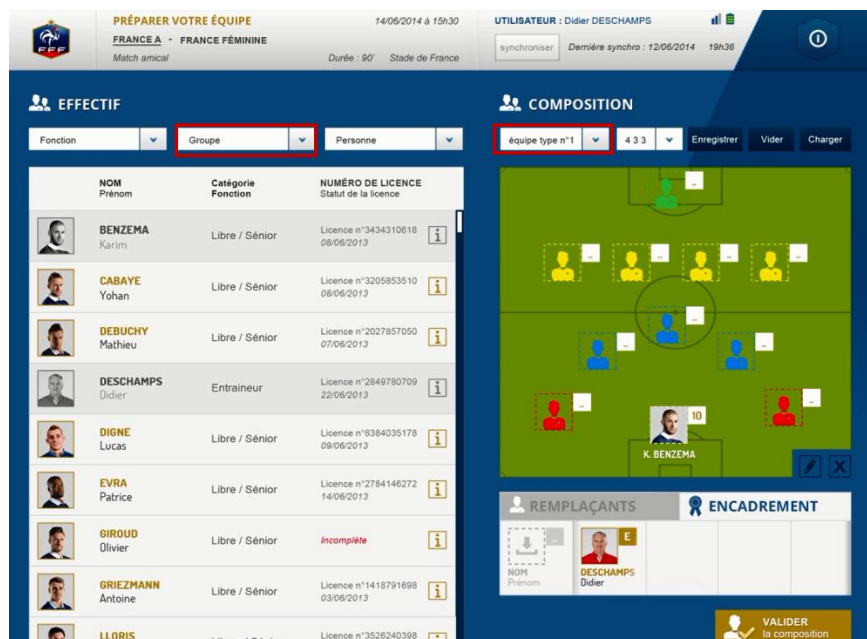 FFF
PRÉPARER VOTRE ÉQUIPE 14/06/2014 à 15h30
FRANCE A - FRANCE FÉMININE
Match amical Durée : 90' Stade de France
UTILISATEUR : Didier DESCHAMPS
synchroniser Dernière synchro : 12/06/2014 19h36
EFFECTIF
Fonction Groupe Personne
NOM Catégorie NUMÉRO DE LICENCE
Prénom Fonction Statut de la licence
BENZEMA
Karim
Libre / Sénior
Licence n°3434310618
08/06/2013
i
CABAYE
Yohan
Libre / Sénior
Licence n°3205853510
08/06/2013
i
DEBUCHY
Mathieu
Libre / Sénior
Licence n°2027857050
07/06/2013
i
DESCHAMPS
Didier
Entraineur
Licence n°2849780709
22/06/2013
i
DIGNE
Lucas
Libre / Sénior
Licence n°6384035178
09/06/2013
i
EVRA
Patrice
Libre / Sénior
Licence n°2784146272
14/06/2013
i
GIROUD
Olivier
Libre / Sénior
Incomplète
i
GRIEZMANN
Antoine
Libre / Sénior
Licence n°1418791698
03/06/2013
i
LLORIS
Licence n°3526240398
COMPOSITION
équipe type n°1 4 3 3 Enregistrer Vider Charger
..
.. .. .. ..
..
.. ..
.. ..
10
K. BENZEMA
REMPLAÇANTS ENCADREMENT
..
NOM
Prénom
E
DESCHAMPS
Didier
VALIDER
la composition